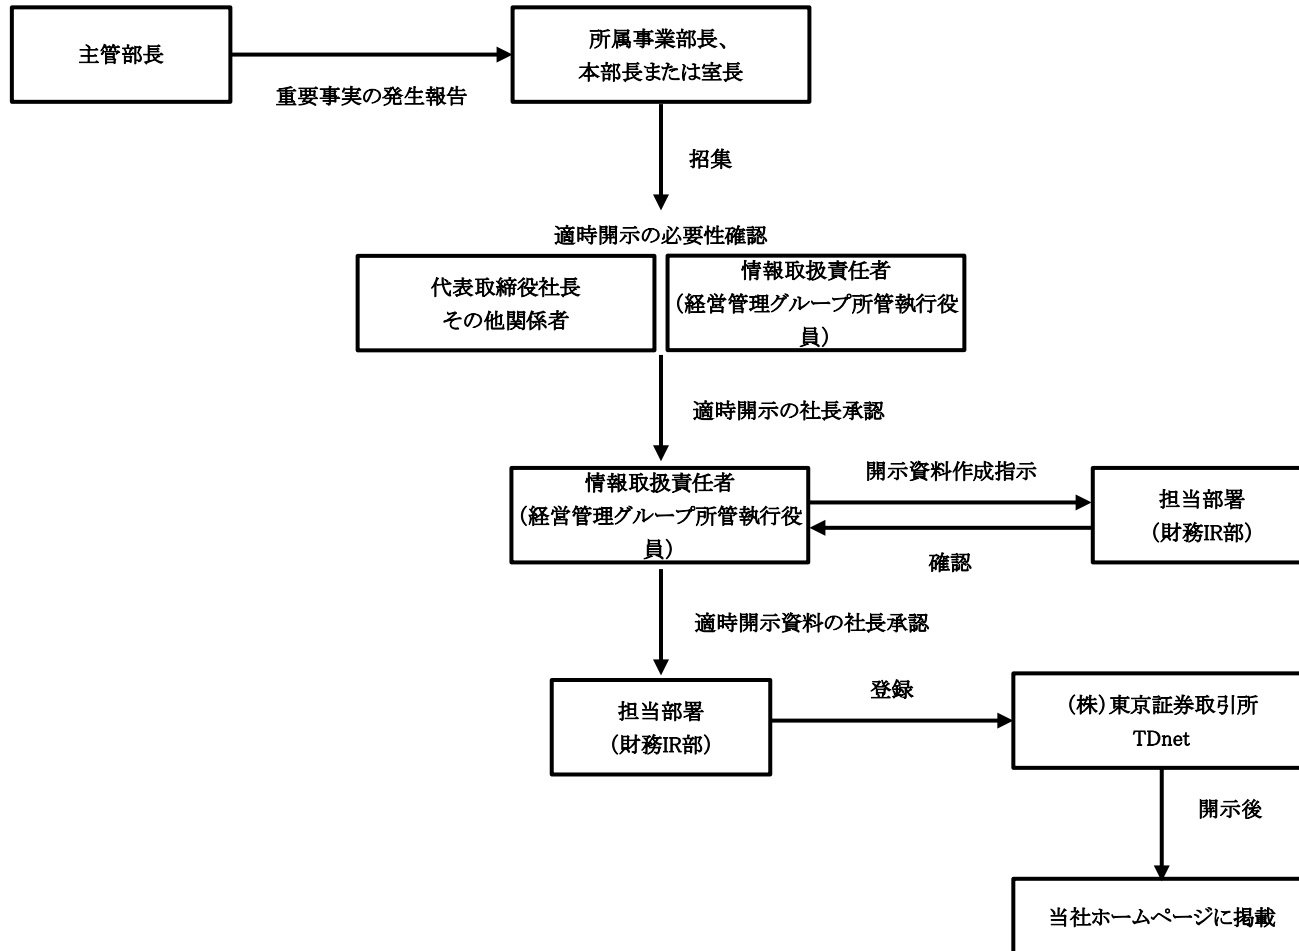 主管部長
所属事業部長、
本部長または室長
重要事実の発生報告
招集
適時開示の必要性確認
代表取締役社長
その他関係者
情報取扱責任者
（経営管理グループ所管執行役
員）
適時開示の社長承認
情報取扱責任者
（経営管理グループ所管執行役
員）
開示資料作成指示
担当部署
（財務IR部）
確認
適時開示資料の社長承認
担当部署
（財務IR部）
登録
（株）東京証券取引所
TDnet
開示後
当社ホームページに掲載